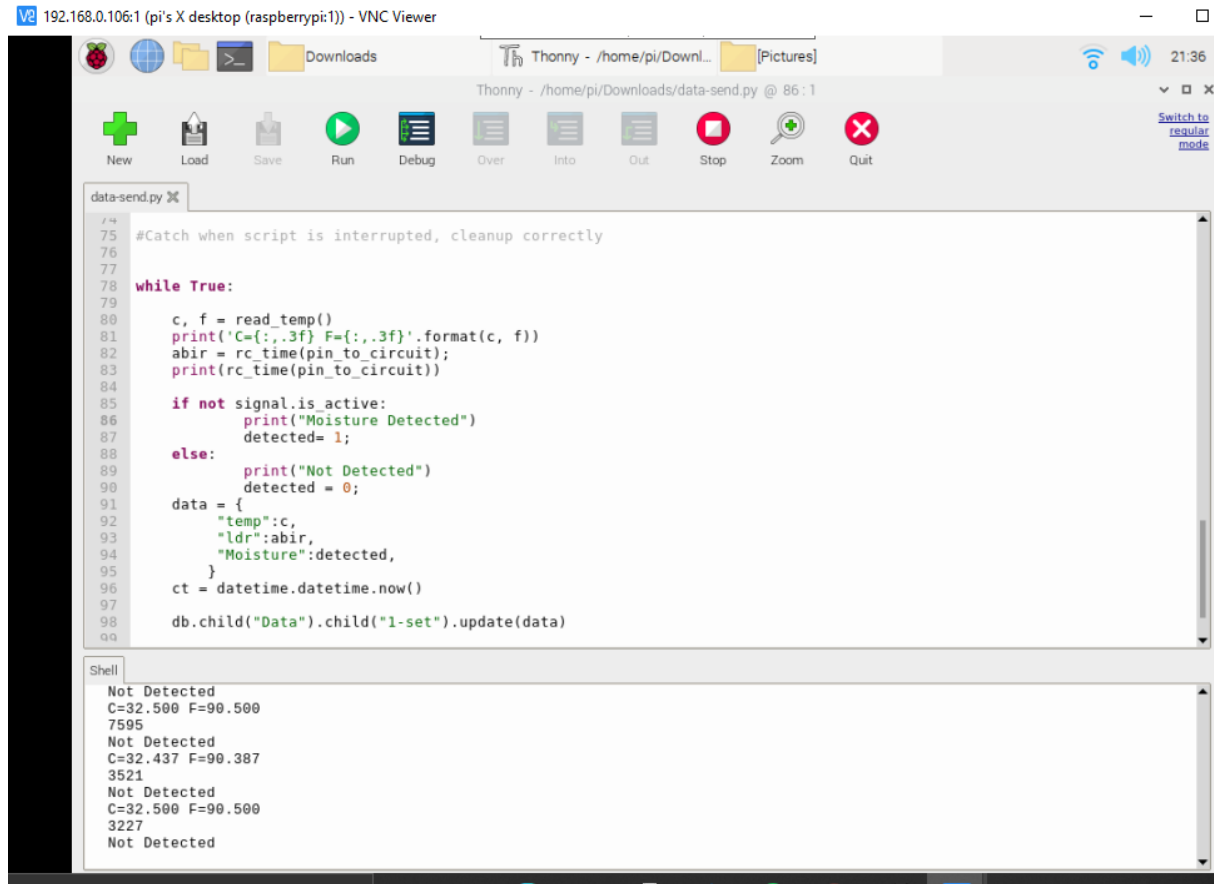 192.168.0.106:1 (pi's X desktop (raspberrypi:1)) - VNC Viewer
Downloads
Thonny - /home/pi/Downl...
[Pictures]
21:36
Thonny - /home/pi/Downloads/data-send.py @ 86 : 1
New Load Save Run Debug Over Into Out Stop Zoom Quit
Switch to
regular
mode
data-send.py
74
75 #Catch when script is interrupted, cleanup correctly
76
77
78 while True:
79
80     c, f = read_temp()
81     print('C={:,.3f} F={:,.3f}'.format(c, f))
82     abir = rc_time(pin_to_circuit);
83     print(rc_time(pin_to_circuit))
84
85     if not signal.is_active:
86             print("Moisture Detected")
87             detected= 1;
88     else:
89             print("Not Detected")
90             detected = 0;
91     data = {
92          "temp":c,
93          "ldr":abir,
94          "Moisture":detected,
95         }
96     ct = datetime.datetime.now()
97
98     db.child("Data").child("1-set").update(data)
99
Shell
Not Detected
C=32.500 F=90.500
7595
Not Detected
C=32.437 F=90.387
3521
Not Detected
C=32.500 F=90.500
3227
Not Detected